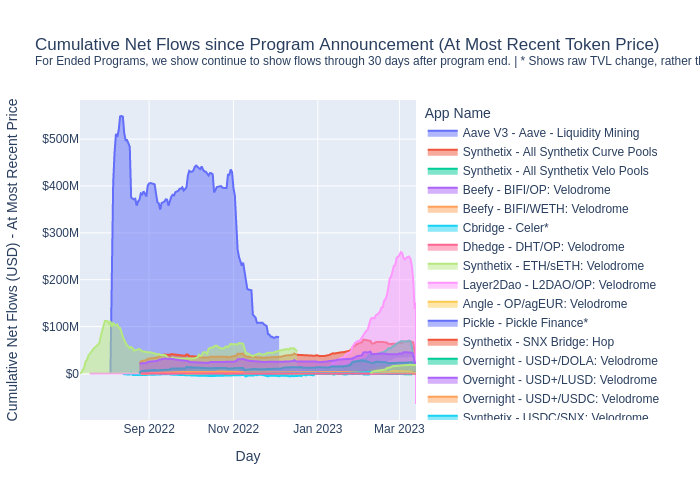 Cumulative Net Flows since Program Announcement (At Most Recent Token Price)
For Ended Programs, we show continue to show flows through 30 days after program end. | * Shows raw TVL change, rather
App Name
Aave V3 - Aave - Liquidity Mining
Synthetix - All Synthetix Curve Pools
Synthetix - All Synthetix Velo Pools
Beefy - BIFI/OP: Velodrome
Beefy - BIFI/WETH: Velodrome
Cbridge - Celer*
Dhedge - DHT/OP: Velodrome
Synthetix - ETH/sETH: Velodrome
Layer2Dao - L2DAO/OP: Velodrome
Angle - OP/agEUR: Velodrome
Pickle - Pickle Finance*
Synthetix - SNX Bridge: Hop
Overnight - USD+/DOLA: Velodrome
Overnight - USD+/LUSD: Velodrome
Overnight - USD+/USDC: Velodrome
Synthetix - USDC/SNX: Velodrome
Cumulative Net Flows (USD) - At Most Recent Price
$500M
$400M
$300M
$200M
$100M
$0
Sep 2022
Nov 2022
Jan 2023
Mar 2023
Day